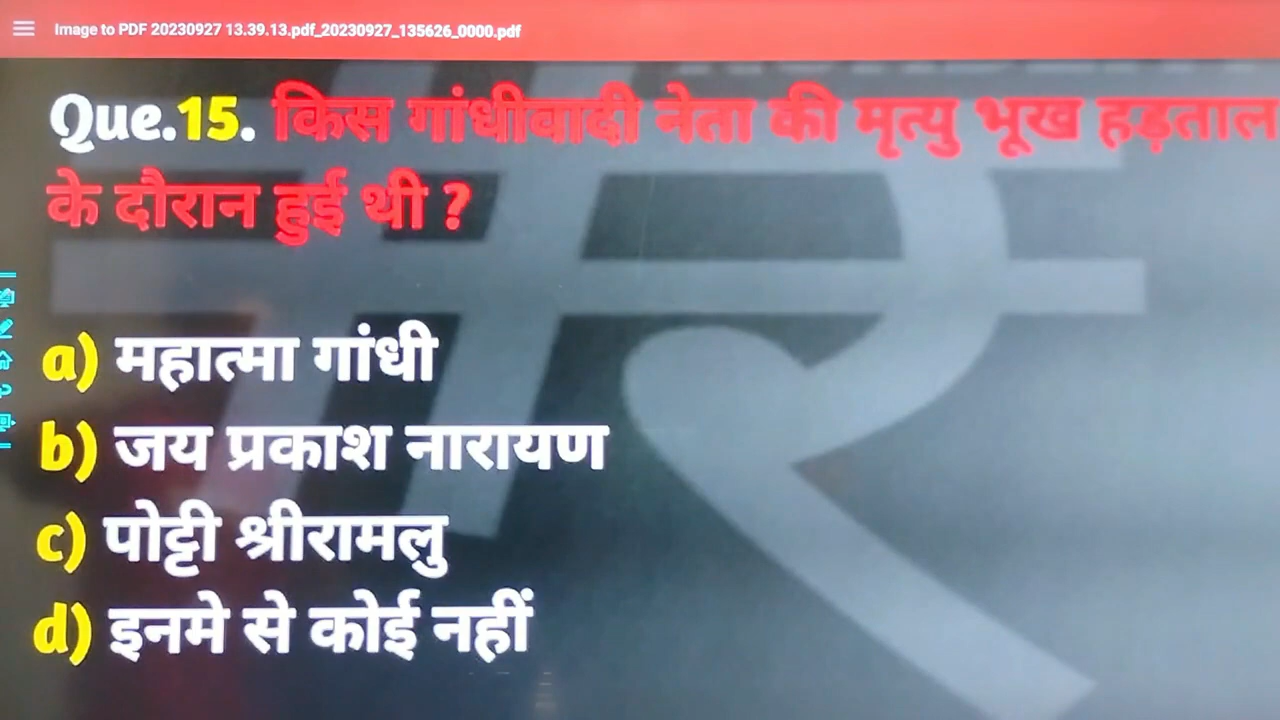 Image to PDF 20230927 13.39.13.pdf_20230927_135626_0000.pdf
Que.15. किस गांधीवादी नेता की मृत्यु भूख हड़ताल
के दौरान हुई थी ?
a) महात्मा गांधी
b) जय प्रकाश नारायण
c) पोट्टी श्रीरामलु
d) इनमे से कोई नहीं